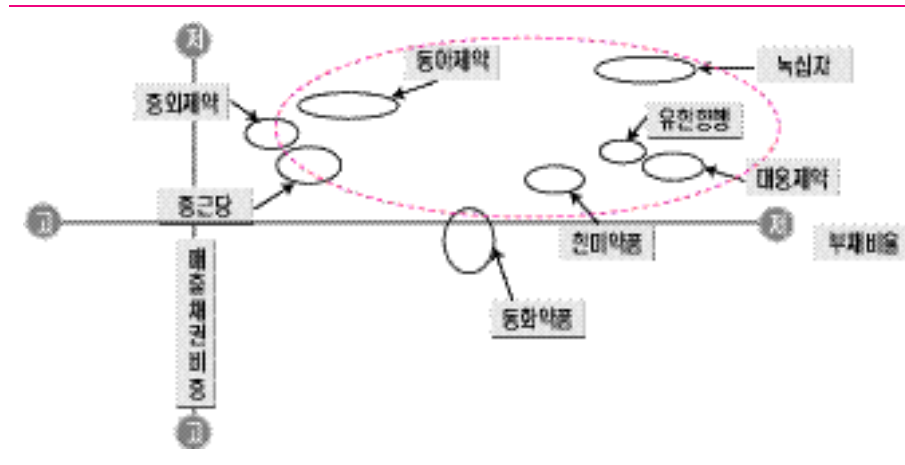 저
동아제약
녹십자
중외제약
유한양행
대웅제약
종근당
고
저
한미약품
부채비율
매출채권비중
동화약품
고